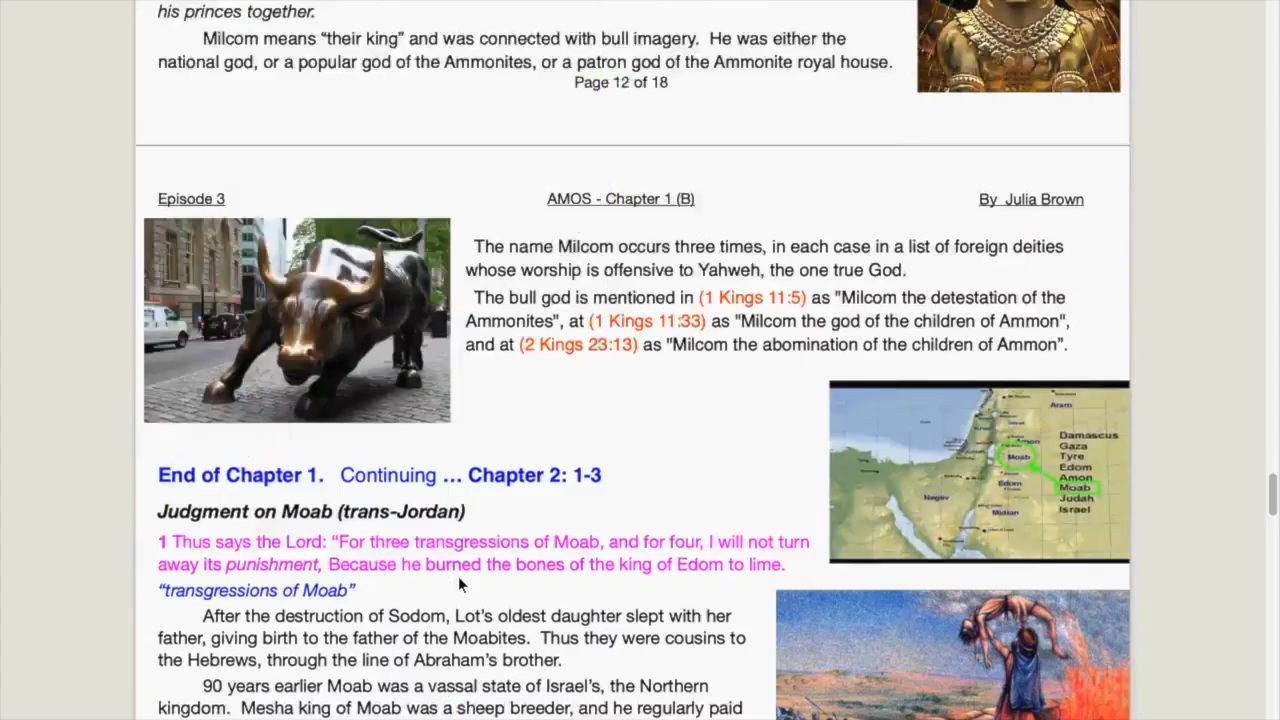 his princes together.
Milcom means “their king” and was connected with bull imagery.  He was either the
national god, or a popular god of the Ammonites, or a patron god of the Ammonite royal house.
Page 12 of 18
Episode 3
AMOS - Chapter 1 (B)
By  Julia Brown
The name Milcom occurs three times, in each case in a list of foreign deities
whose worship is offensive to Yahweh, the one true God.
The bull god is mentioned in (1 Kings 11:5) as "Milcom the detestation of the
Ammonites", at (1 Kings 11:33) as "Milcom the god of the children of Ammon",
and at (2 Kings 23:13) as "Milcom the abomination of the children of Ammon".
Aram
Damascus
Gaza
Tyre
Edom
Amon
Moab
Judah
Israel
Moab
Edom
Negev
Midian
End of Chapter 1.   Continuing ... Chapter 2: 1-3
Judgment on Moab (trans-Jordan)
1 Thus says the Lord: “For three transgressions of Moab, and for four, I will not turn
away its punishment, Because he burned the bones of the king of Edom to lime.
“transgressions of Moab”
After the destruction of Sodom, Lot’s oldest daughter slept with her
father, giving birth to the father of the Moabites.  Thus they were cousins to
the Hebrews, through the line of Abraham’s brother.
90 years earlier Moab was a vassal state of Israel’s, the Northern
kingdom.  Mesha king of Moab was a sheep breeder, and he regularly paid